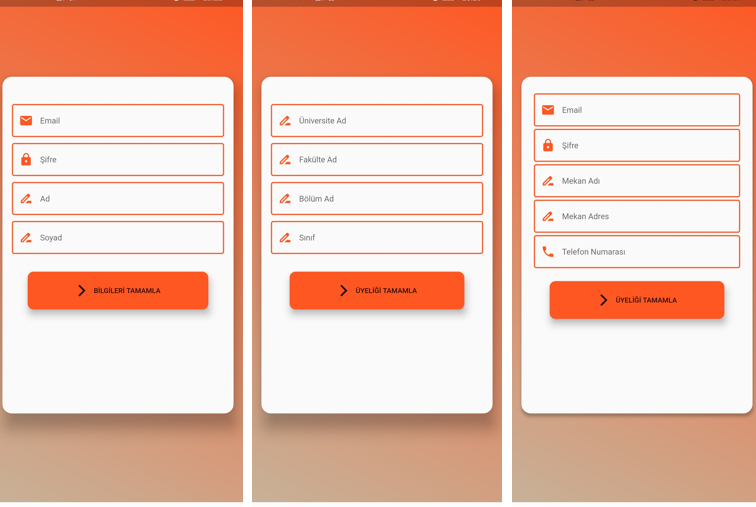 Email
Şifre
Ad
Soyad
BİLGİLERİ TAMAMLA
Üniversite Ad
Fakülte Ad
Bölüm Ad
Sınıf
ÜYELİĞİ TAMAMLA
Email
Şifre
Mekan Adı
Mekan Adres
Telefon Numarası
ÜYELİĞİ TAMAMLA